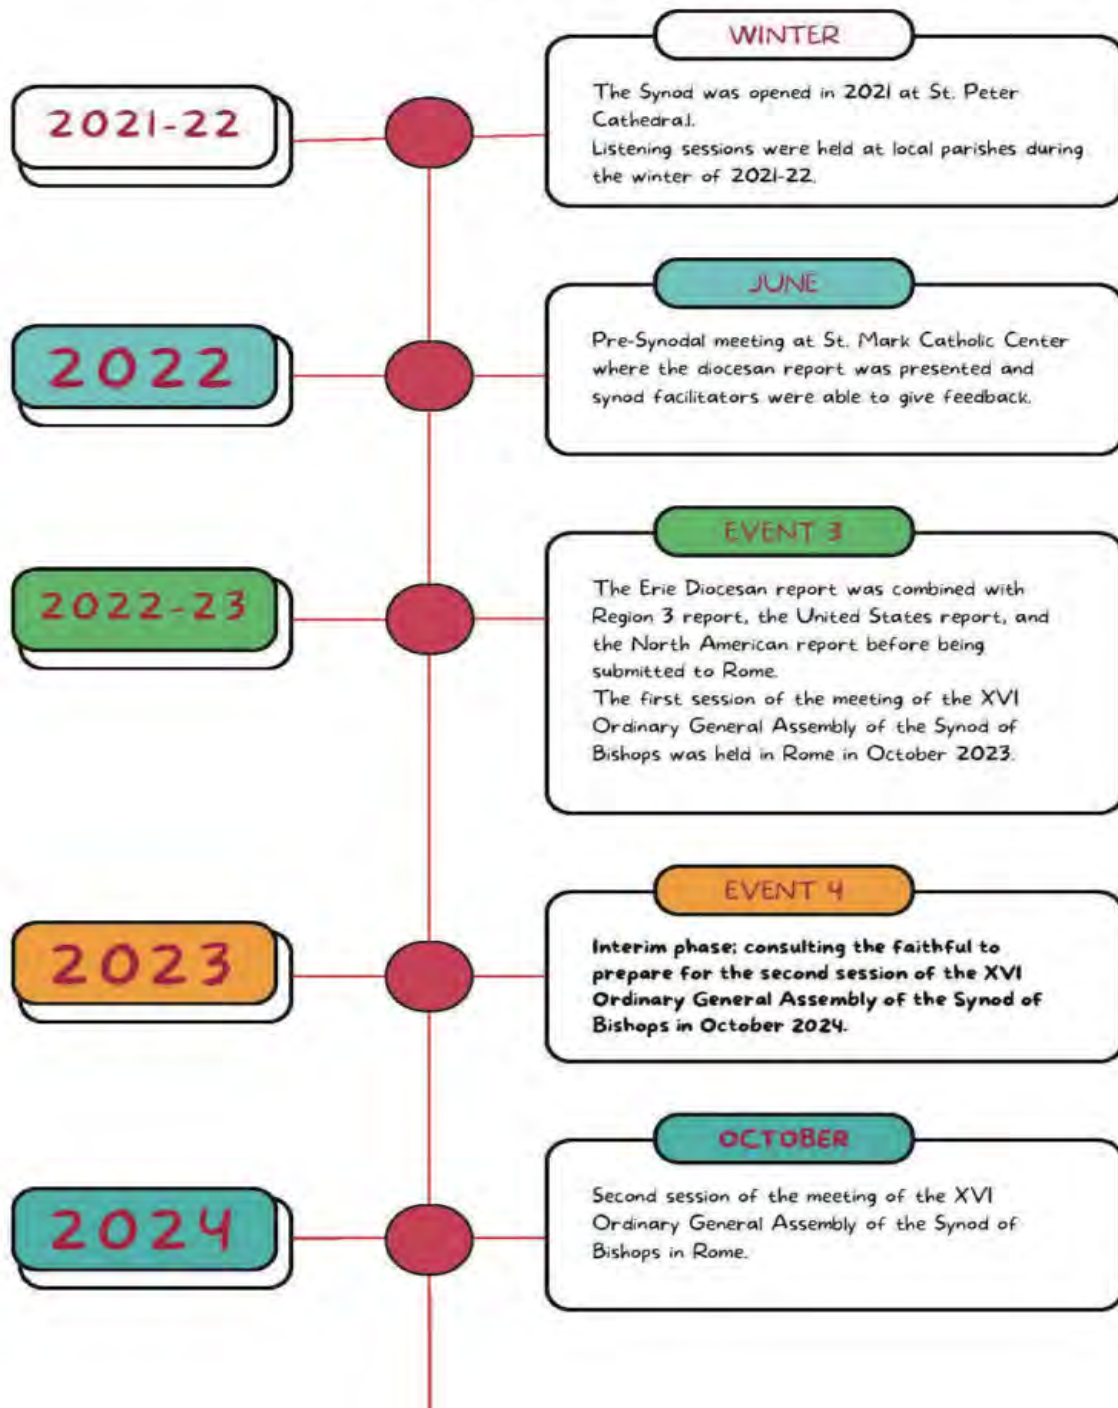 WINTER
2021-22
The Synod was opened in 2021 at St. Peter
Cathedral.
Listening sessions were held at local parishes during
the winter of 2021-22.
JUNE
2022
Pre-Synodal meeting at St. Mark Catholic Center
where the diocesan report was presented and
synod facilitators were able to give feedback.
EVENT 3
2022-23
The Erie Diocesan report was combined with
Region 3 report, the United States report, and
the North American report before being
submitted to Rome.
The first session of the meeting of the XVI
Ordinary General Assembly of the Synod of
Bishops was held in Rome in October 2023.
EVENT 4
2023
Interim phase; consulting the faithful to
prepare for the second session of the XVI
Ordinary General Assembly of the Synod of
Bishops in October 2024.
OCTOBER
2024
Second session of the meeting of the XVI
Ordinary General Assembly of the Synod of
Bishops in Rome.